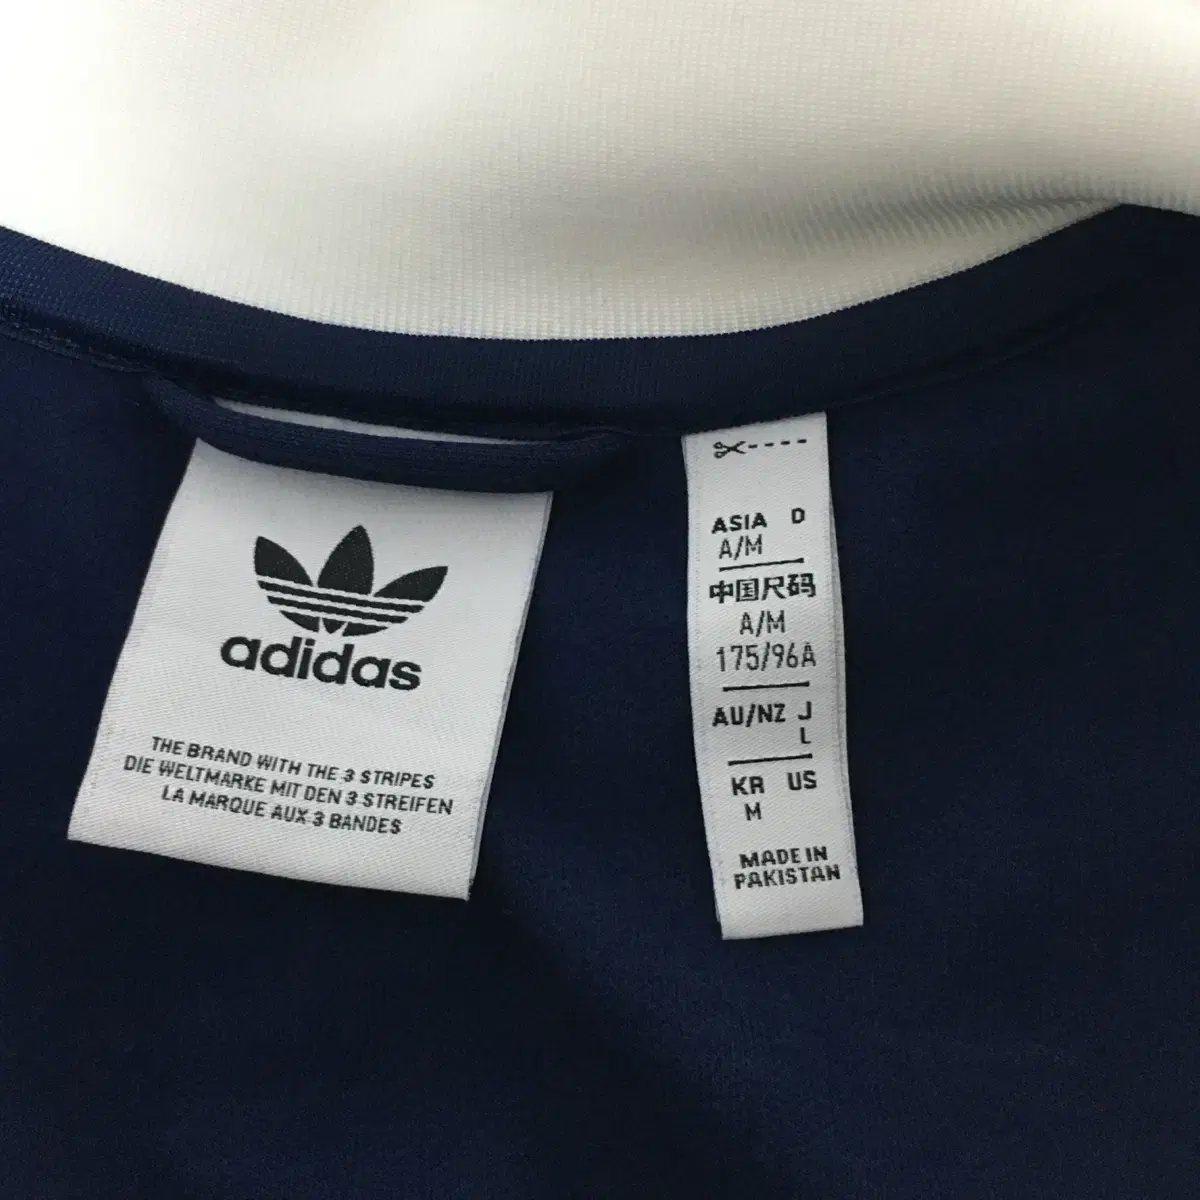 adidas
THE BRAND WITH THE 3 STRIPES
DIE WELTMARKE MIT DEN 3 STREIFEN
LA MARQUE AUX 3 BANDES
ASIA D
A/M
中国尺码
A/M
175/96A
AU/NZ J
L
KR US
M
MADE IN
PAKISTAN